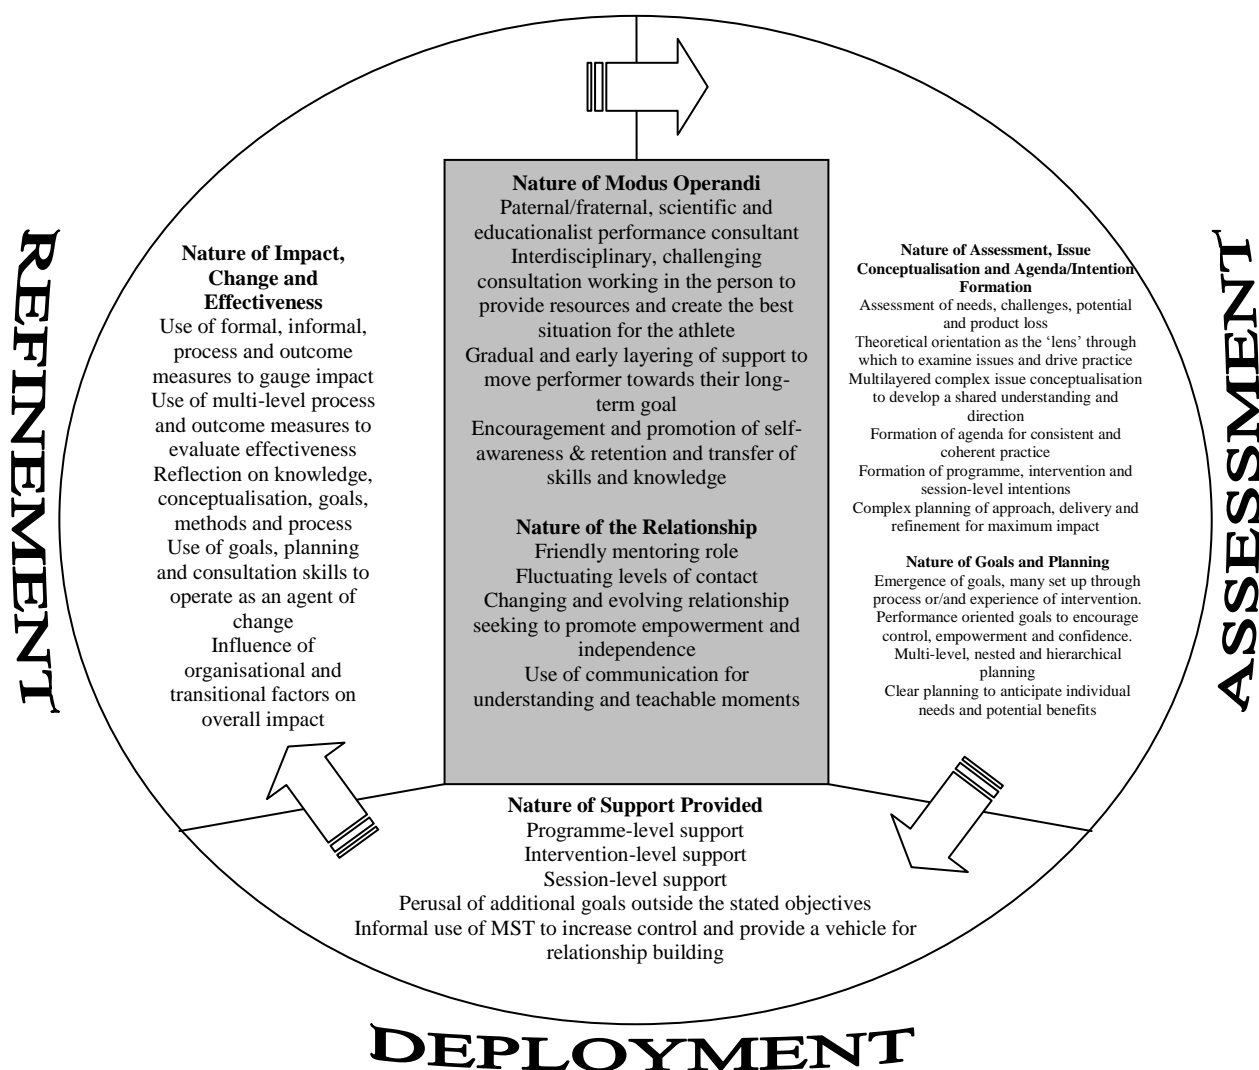 Nature of Modus Operandi
Paternal/fraternal, scientific and
educationalist performance consultant
Interdisciplinary, challenging
consultation working in the person to
provide resources and create the best
situation for the athlete
Gradual and early layering of support to
move performer towards their long-
term goal
Encouragement and promotion of self-
awareness & retention and transfer of
skills and knowledge
Nature of the Relationship
Friendly mentoring role
Fluctuating levels of contact
Changing and evolving relationship
seeking to promote empowerment and
independence
Use of communication for
understanding and teachable moments
ASSESSMENT
Nature of Assessment, Issue
Conceptualisation and Agenda/Intention
Formation
Assessment of needs, challenges, potential
and product loss
Theoretical orientation as the ‘lens’ through
which to examine issues and drive practice
Multilayered complex issue conceptualisation
to develop a shared understanding and
direction
Formation of agenda for consistent and
coherent practice
Formation of programme, intervention and
session-level intentions
Complex planning of approach, delivery and
refinement for maximum impact
Nature of Goals and Planning
Emergence of goals, many set up through
process or/and experience of intervention.
Performance oriented goals to encourage
control, empowerment and confidence.
Multi-level, nested and hierarchical
planning
Clear planning to anticipate individual
needs and potential benefits
Nature of Support Provided
Programme-level support
Intervention-level support
Session-level support
Perusal of additional goals outside the stated objectives
Informal use of MST to increase control and provide a vehicle for
relationship building
DEPLOYMENT
REFINEMENT
Nature of Impact,
Change and
Effectiveness
Use of formal, informal,
process and outcome
measures to gauge impact
Use of multi-level process
and outcome measures to
evaluate effectiveness
Reflection on knowledge,
conceptualisation, goals,
methods and process
Use of goals, planning
and consultation skills to
operate as an agent of
change
Influence of
organisational and
transitional factors on
overall impact